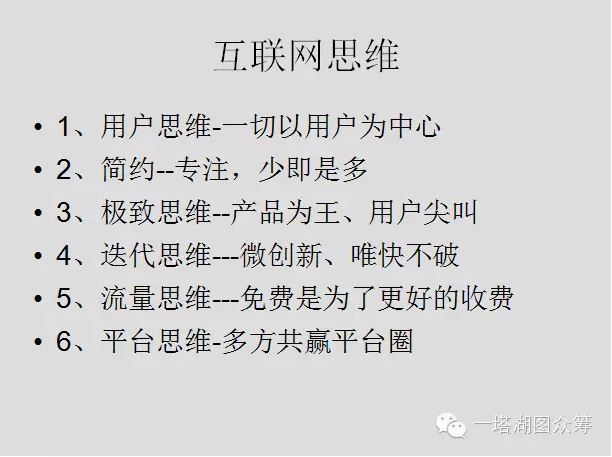 互联网思维
• 1、用户思维-一切以用户为中心
• 2、简约--专注，少即是多
• 3、极致思维--产品为王、用户尖叫
• 4、迭代思维---微创新、唯快不破
• 5、流量思维---免费是为了更好的收费
• 6、平台思维-多方共赢平台圈
一塔湖图众筹